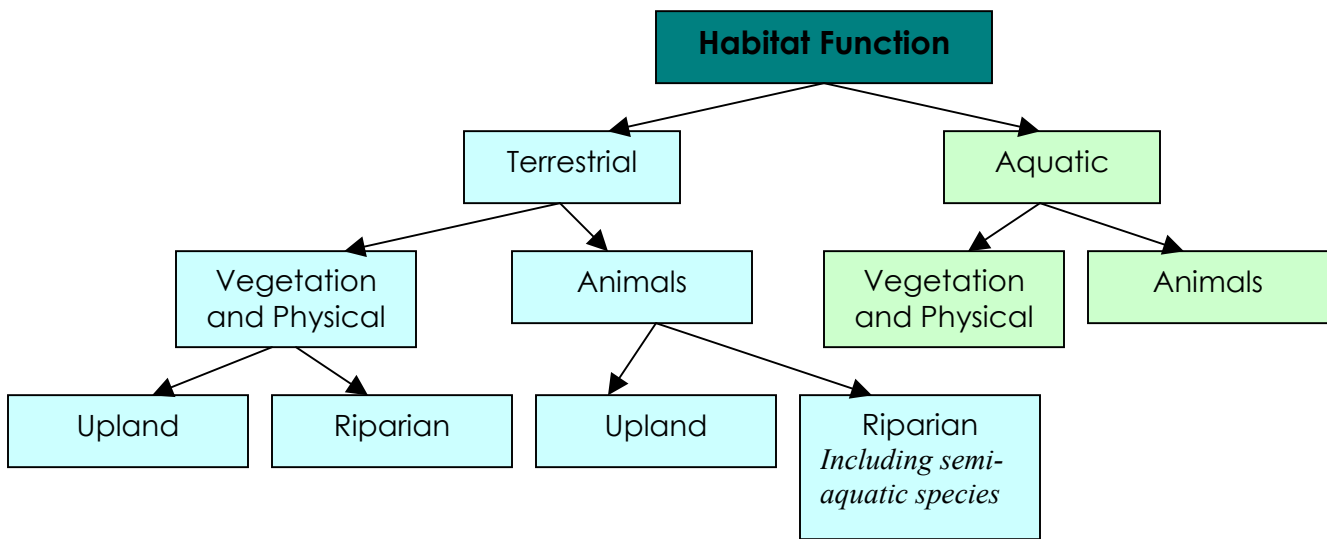 Habitat Function
Terrestrial
Aquatic
Vegetation
and Physical
Animals
Vegetation
and Physical
Animals
Upland
Riparian
Upland
Riparian
Including semi-
aquatic species